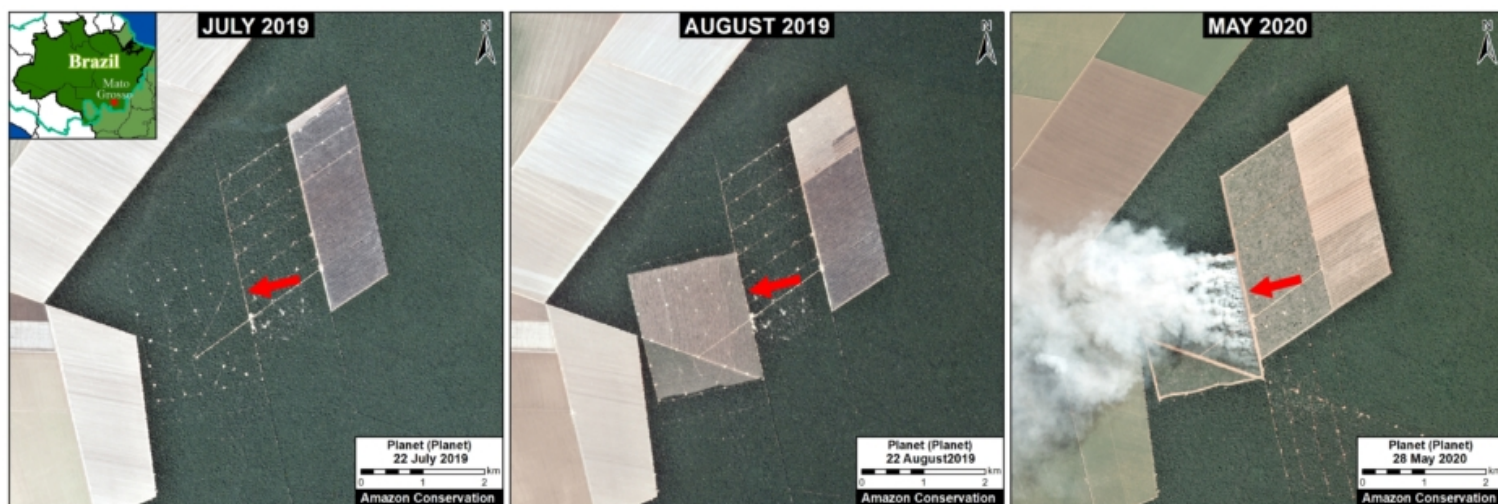 JULY 2019
N
Brazil
Mato
Grosso
Planet (Planet)
22 July 2019
km
0 1 2
Amazon Conservation
AUGUST 2019
N
Planet (Planet)
22 August2019
km
0 1 2
Amazon Conservation
MAY 2020
N
Planet (Planet)
28 May 2020
km
0 1 2
Amazon Conservation